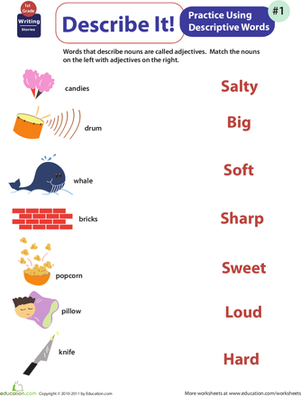 1st
Grade
Writing
Stories
Describe It!
Practice Using
Descriptive Words
#1
Words that describe nouns are called adjectives. Match the nouns
on the left with adjectives on the right.
candies
Salty
drum
Big
whale
Soft
bricks
Sharp
popcorn
Sweet
pillow
Loud
knife
Hard
education.com
Copyright © 2010-2011 by Education.com
More worksheets at www.education.com/worksheets